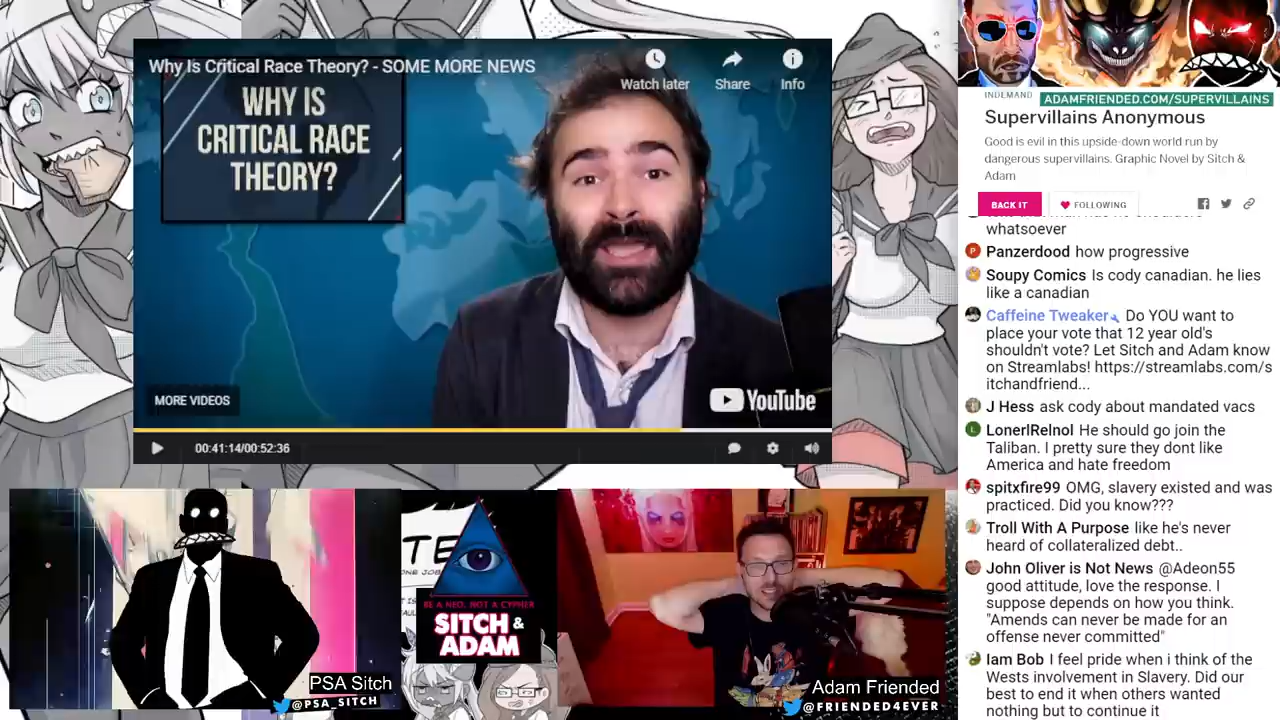 Why Is Critical Race Theory? - SOME MORE NEWS
Watch later
Share
Info
WHY IS
CRITICAL RACE
THEORY?
MORE VIDEOS
YouTube
00:41:14/00:52:36
BE A NEO, NOT A CYPHER
SITCH &
ADAM
PSA Sitch
@PSA_SITCH
Adam Friended
@FRIENDED4EVER
INDEMAND
ADAMFRIENDED.COM/SUPERVILLAINS
Supervillains Anonymous
Good is evil in this upside-down world run by
dangerous supervillains. Graphic Novel by Sitch &
Adam
BACK IT
FOLLOWING
whatsoever
Panzerdood how progressive
Soupy Comics Is cody canadian. he lies
like a canadian
Caffeine Tweaker Do YOU want to
place your vote that 12 year old's
shouldn't vote? Let Sitch and Adam know
on Streamlabs! https://streamlabs.com/s
itchandfriend...
J Hess ask cody about mandated vacs
LonerlRelnol He should go join the
Taliban. I pretty sure they dont like
America and hate freedom
spitxfire99 OMG, slavery existed and was
practiced. Did you know???
Troll With A Purpose like he's never
heard of collateralized debt..
John Oliver is Not News @Adeon55
good attitude, love the response. I
suppose depends on how you think.
"Amends can never be made for an
offense never committed"
Iam Bob I feel pride when i think of the
Wests involvement in Slavery. Did our
best to end it when others wanted
nothing but to continue it